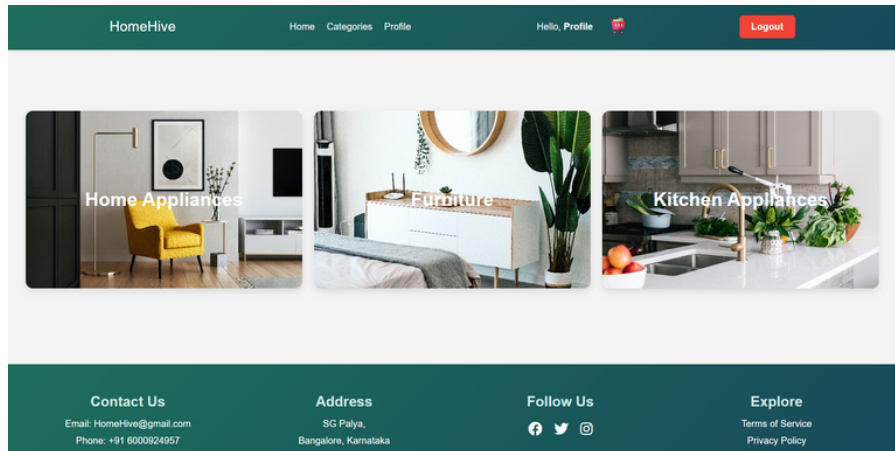 HomeHive
Home Categories Profile
Hello, Profile
Logout
Home Appliances
Furniture
Kitchen Appliances
Contact Us
Email: HomeHive@gmail.com
Phone: +91 6000924957
Address
SG Palya,
Bangalore, Karnataka
Follow Us
Explore
Terms of Service
Privacy Policy